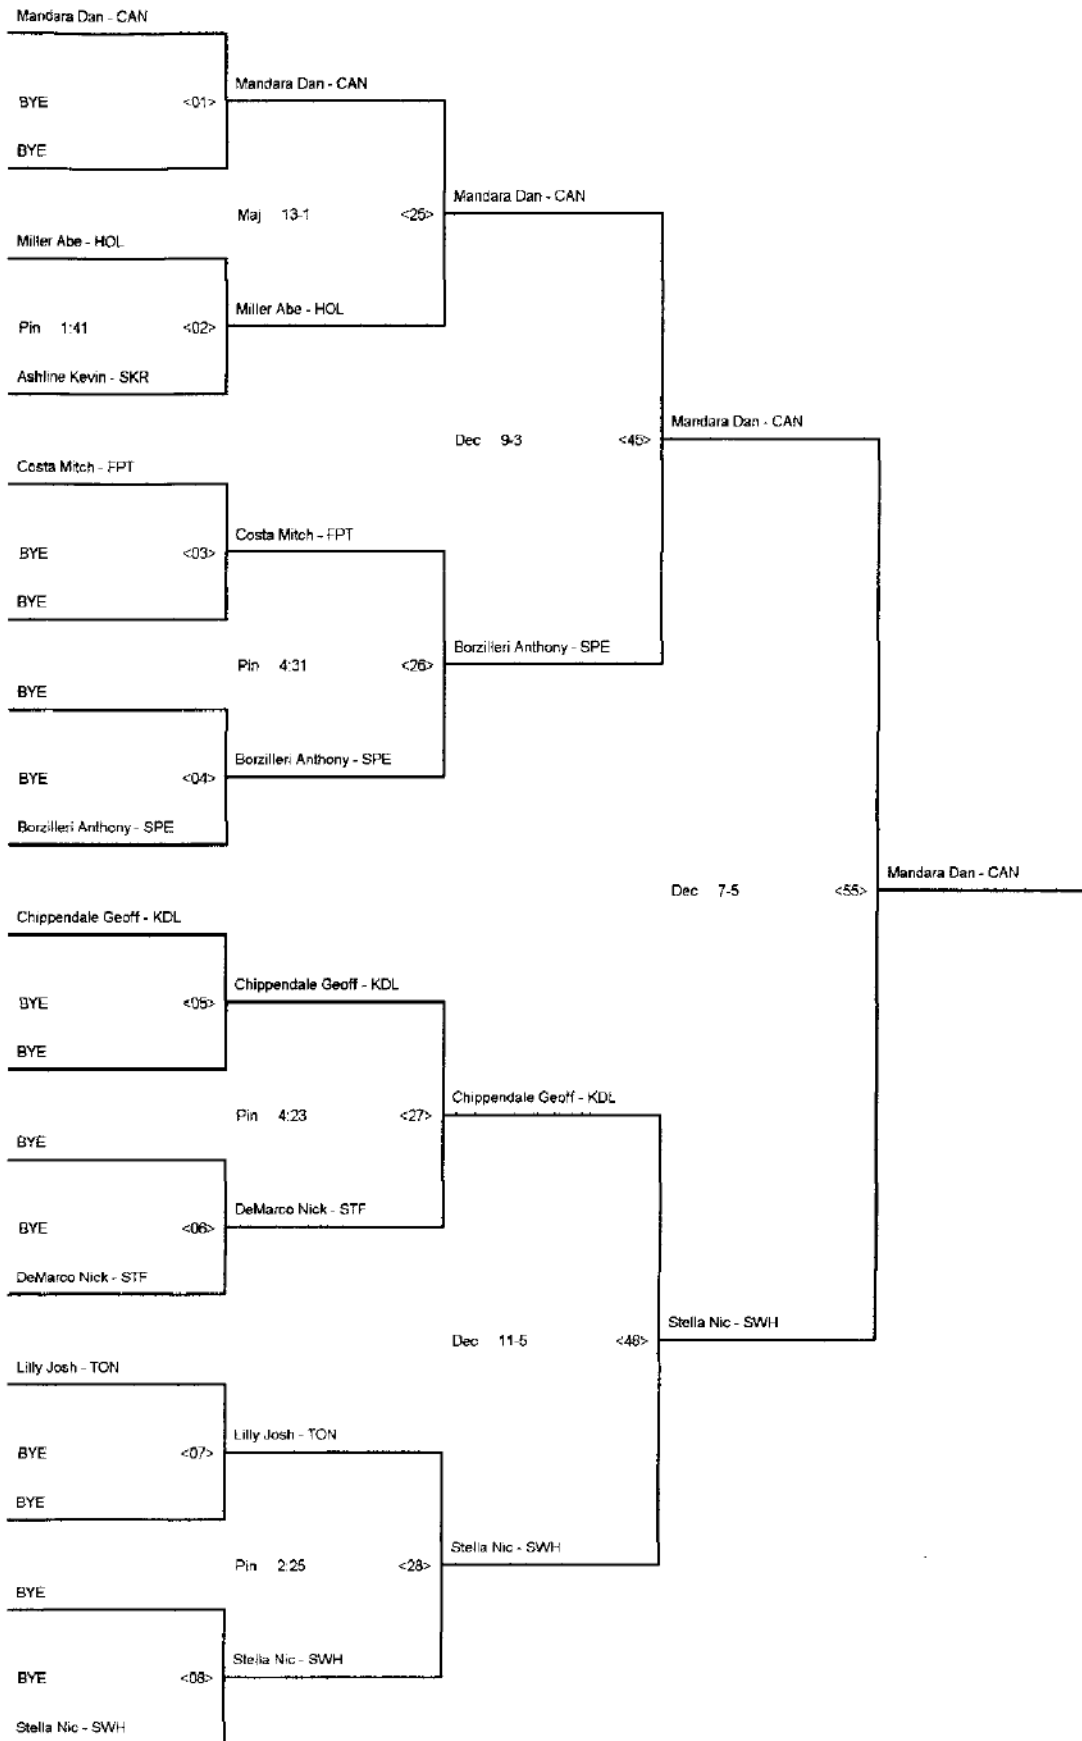 Mandara Dan - CAN
Mandara Dan - CAN
BYE <01>
BYE
Mandara Dan - CAN
Maj 13-1 <25>
Miller Abe - HOL
Miller Abe - HOL
Pin 1:41 <02>
Ashline Kevin - SKR
Mandara Dan - CAN
Dec 9-3 <45>
Costa Mitch - FPT
Costa Mitch - FPT
BYE <03>
BYE
Borzilleri Anthony - SPE
Pin 4:31 <26>
BYE
Borzilleri Anthony - SPE
BYE <04>
Borzilleri Anthony - SPE
Mandara Dan - CAN
Dec 7-5 <55>
Chippendale Geoff - KDL
Chippendale Geoff - KDL
BYE <05>
BYE
Chippendale Geoff - KDL
Pin 4:23 <27>
BYE
DeMarco Nick - STF
BYE <06>
DeMarco Nick - STF
Stella Nic - SWH
Dec 11-5 <46>
Lilly Josh - TON
Lilly Josh - TON
BYE <07>
BYE
Stella Nic - SWH
Pin 2:25 <28>
BYE
Stella Nic - SWH
BYE <08>
Stella Nic - SWH